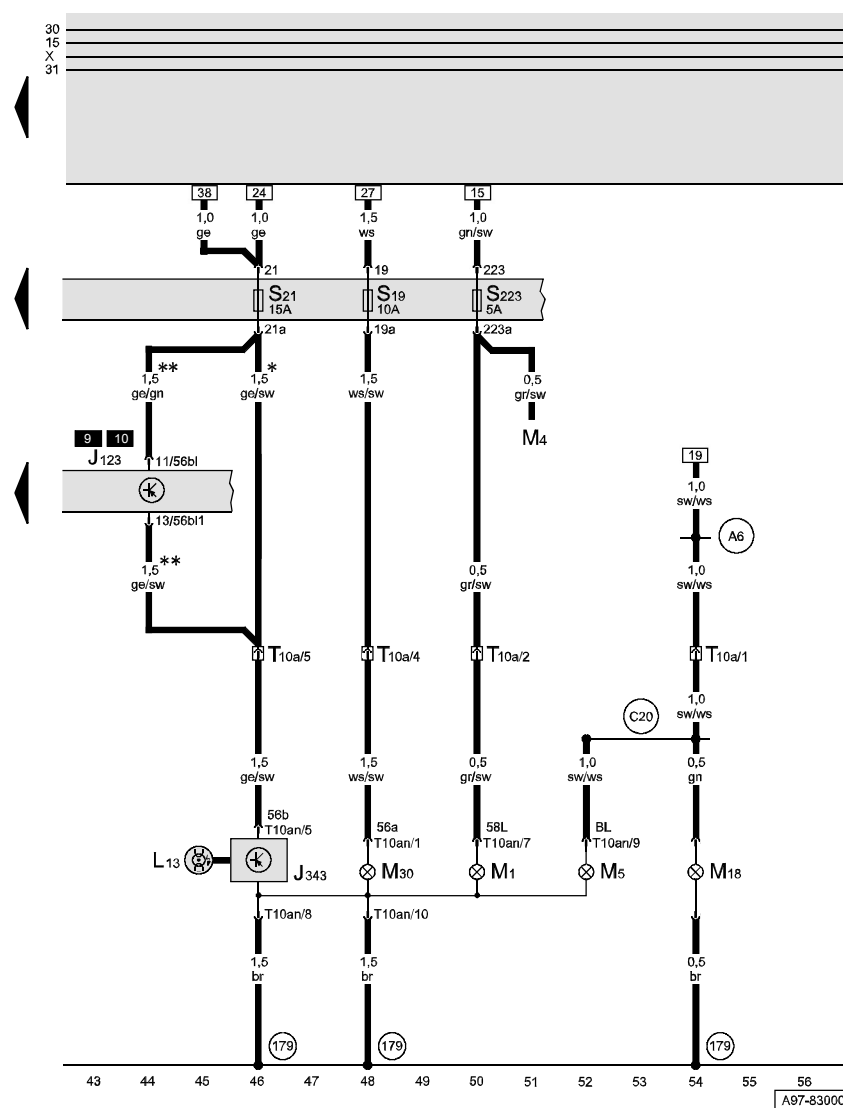 30
15
X
31
38 24 27 15
1,0 1,0 1,5 1,0
ge ge ws gn/sw
21 19 223
S21 S19 S223
15A 10A 5A
21a 19a 223a
** *
1,5 1,5 1,5 0,5
ge/gn ge/sw ws/sw gr/sw
M4
9 10
J123 11/56bl
19
1,0
sw/ws
13/56bl1
A6
**
1,5 0,5 1,0
ge/sw gr/sw sw/ws
T10a/5 T10a/4 T10a/2 T10a/1
1,0
C20 sw/ws
1,5 1,5 0,5 1,0 0,5
ge/sw ws/sw gr/sw sw/ws gn
56b 56a 58L BL
T10an/5 T10an/1 T10an/7 T10an/9
L13 J343 M30 M1 M5 M18
T10an/8 T10an/10
1,5 1,5 0,5
br br br
179 179 179
43 44 45 46 47 48 49 50 51 52 53 54 55 56
A97-83000